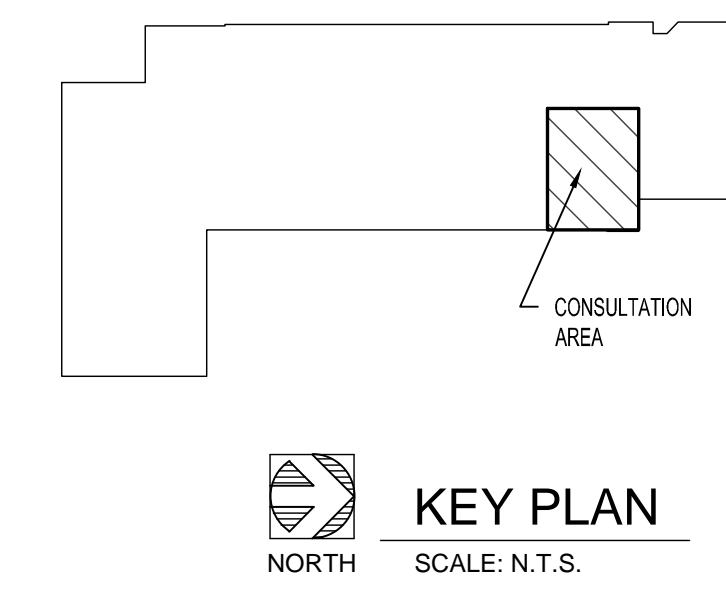 CONSULTATION
AREA
KEY PLAN
NORTH
SCALE: N.T.S.